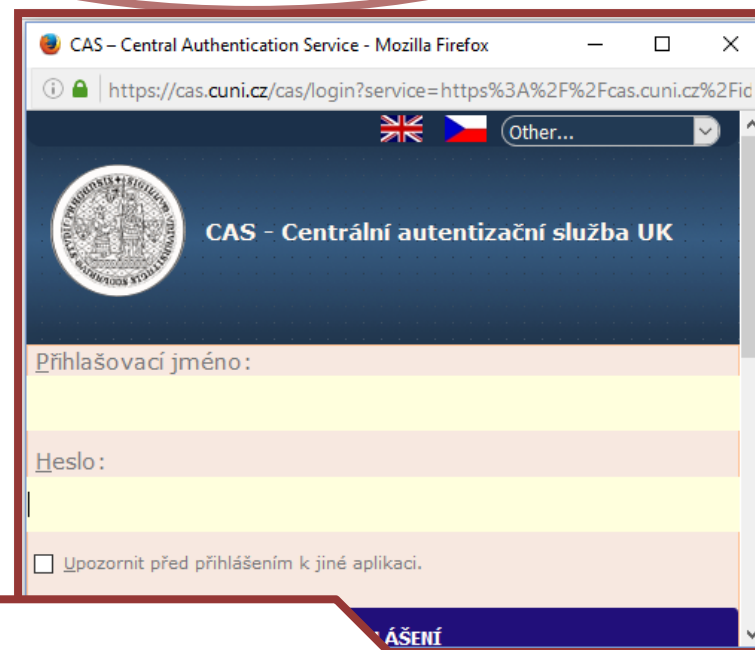 CAS – Central Authentication Service - Mozilla Firefox
https://cas.cuni.cz/cas/login?service=https%3A%2F%2Fcas.cuni.cz%2Fid
Other...
CAS - Centrální autentizační služba UK
Přihlašovací jméno:
Heslo:
Upozornit před přihlášením k jiné aplikaci.
LÁŠENÍ